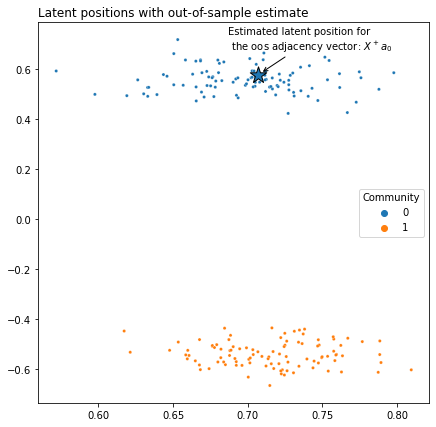 Latent positions with out-of-sample estimate
Estimated latent position for
the oos adjacency vector: X⁺a₀
0.6
0.4
0.2
0.0
−0.2
−0.4
−0.6
Community
0
1
0.60 0.65 0.70 0.75 0.80